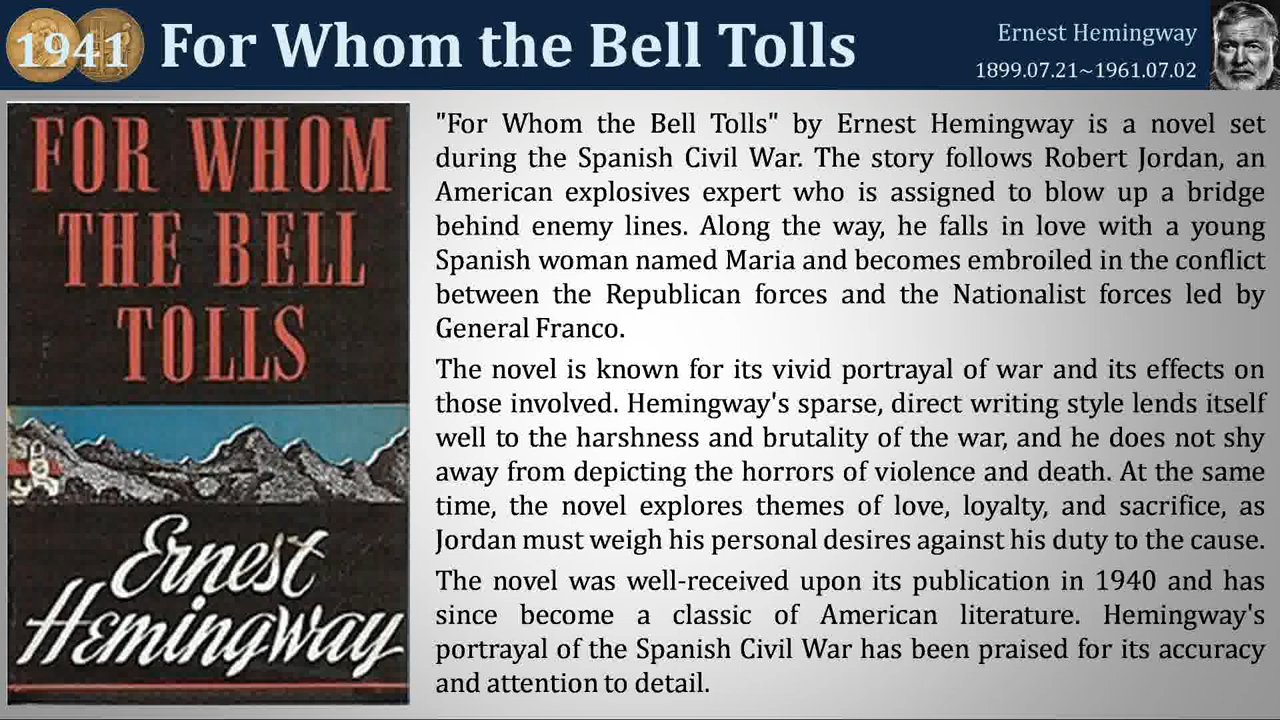 1941 For Whom the Bell Tolls
Ernest Hemingway
1899.07.21~1961.07.02
FOR WHOM
THE BELL
TOLLS
Ernest
Hemingway
"For Whom the Bell Tolls" by Ernest Hemingway is a novel set
during the Spanish Civil War. The story follows Robert Jordan, an
American explosives expert who is assigned to blow up a bridge
behind enemy lines. Along the way, he falls in love with a young
Spanish woman named Maria and becomes embroiled in the conflict
between the Republican forces and the Nationalist forces led by
General Franco.
The novel is known for its vivid portrayal of war and its effects on
those involved. Hemingway's sparse, direct writing style lends itself
well to the harshness and brutality of the war, and he does not shy
away from depicting the horrors of violence and death. At the same
time, the novel explores themes of love, loyalty, and sacrifice, as
Jordan must weigh his personal desires against his duty to the cause.
The novel was well-received upon its publication in 1940 and has
since become a classic of American literature. Hemingway's
portrayal of the Spanish Civil War has been praised for its accuracy
and attention to detail.